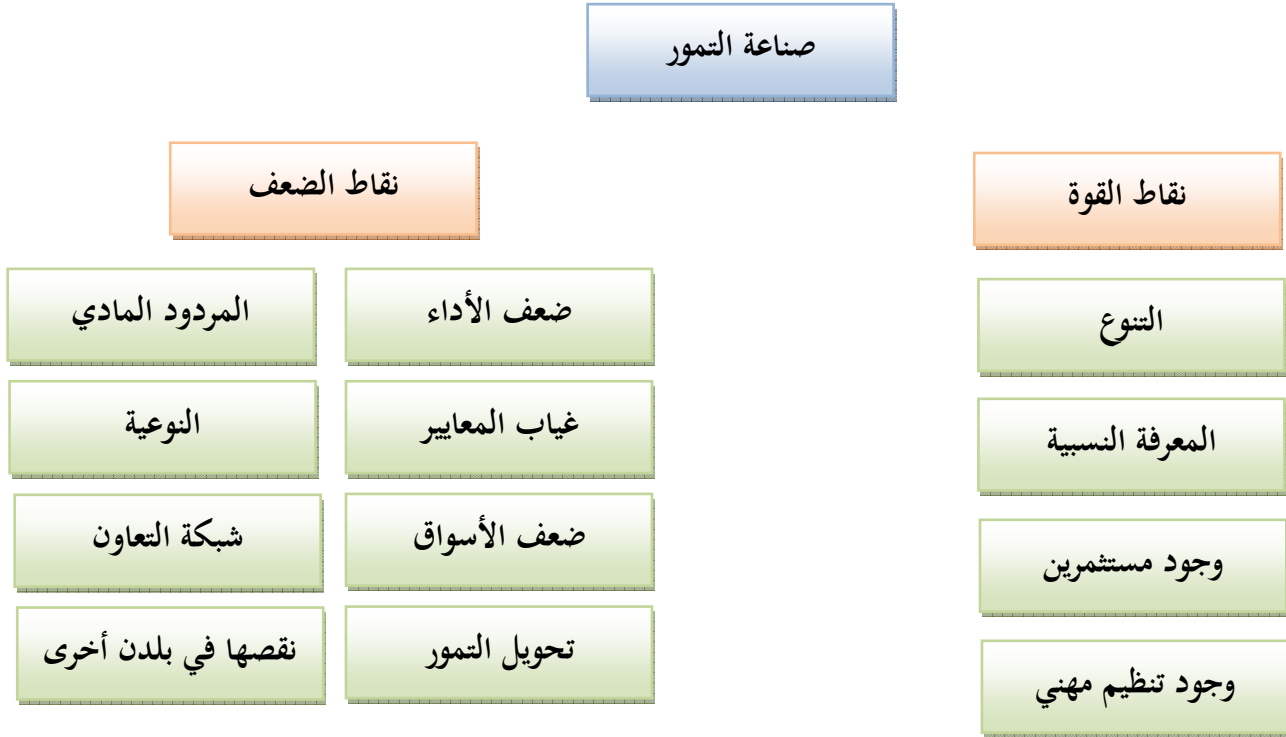 صناعة التمور
نقاط القوة
التنوع
المعرفة النسبية
وجود مستثمرين
وجود تنظيم مهني
نقاط الضعف
ضعف الأداء
المردود المادي
غياب المعايير
النوعية
ضعف الأسواق
شبكة التعاون
تحويل التمور
نقصها في بلدن أخرى